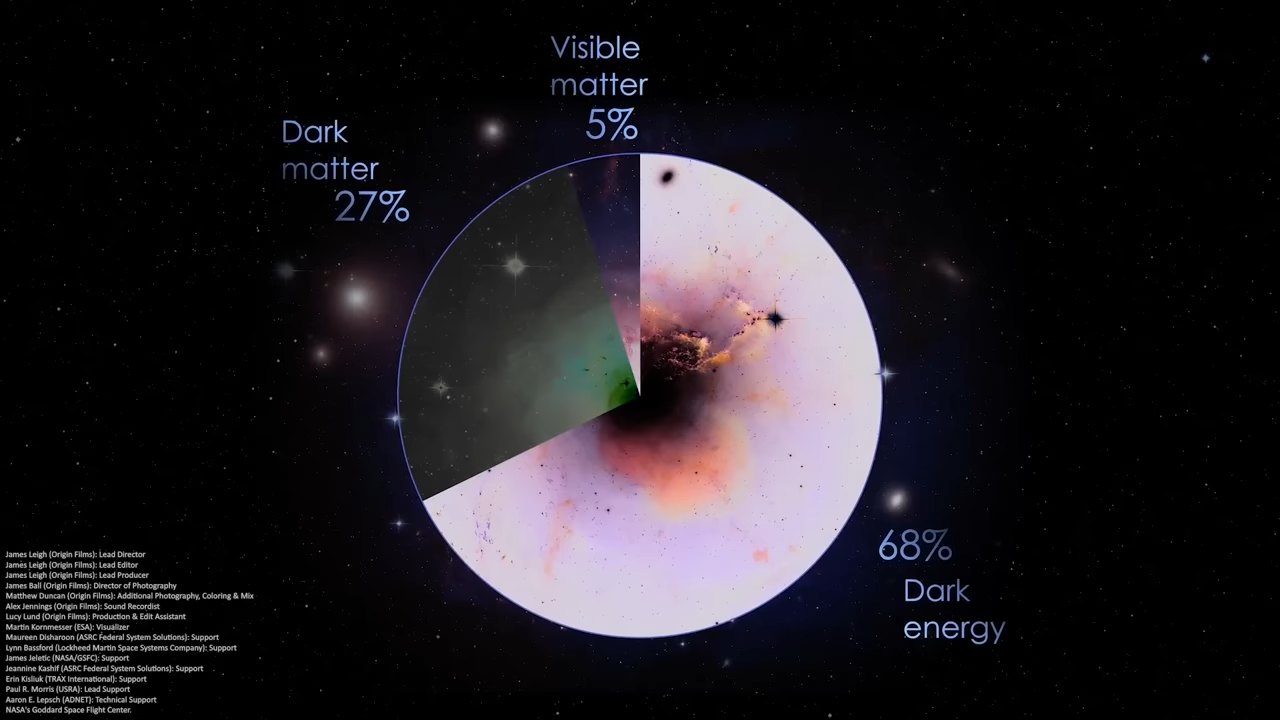 Visible
matter
5%
Dark
matter
27%
68%
Dark
energy
James Leigh (Origin Films): Lead Director
James Leigh (Origin Films): Lead Editor
James Leigh (Origin Films): Lead Producer
James Ball (Origin Films): Director of Photography
Matthew Duncan (Origin Films): Additional Photography, Coloring & Mix
Alex Jennings (Origin Films): Sound Recordist
Lucy Lund (Origin Films): Production & Edit Assistant
Martin Kornmesser (ESA): Visualizer
Maureen Disharoon (ASRC Federal System Solutions): Support
Lynn Bassford (Lockheed Martin Space Systems Company): Support
James Jeletic (NASA/GSFC): Support
Jeannine Kashif (ASRC Federal System Solutions): Support
Erin Kisliuk (TRAX International): Support
Paul R. Morris (USRA): Lead Support
Aaron E. Lepsch (ADNET): Technical Support
NASA's Goddard Space Flight Center.